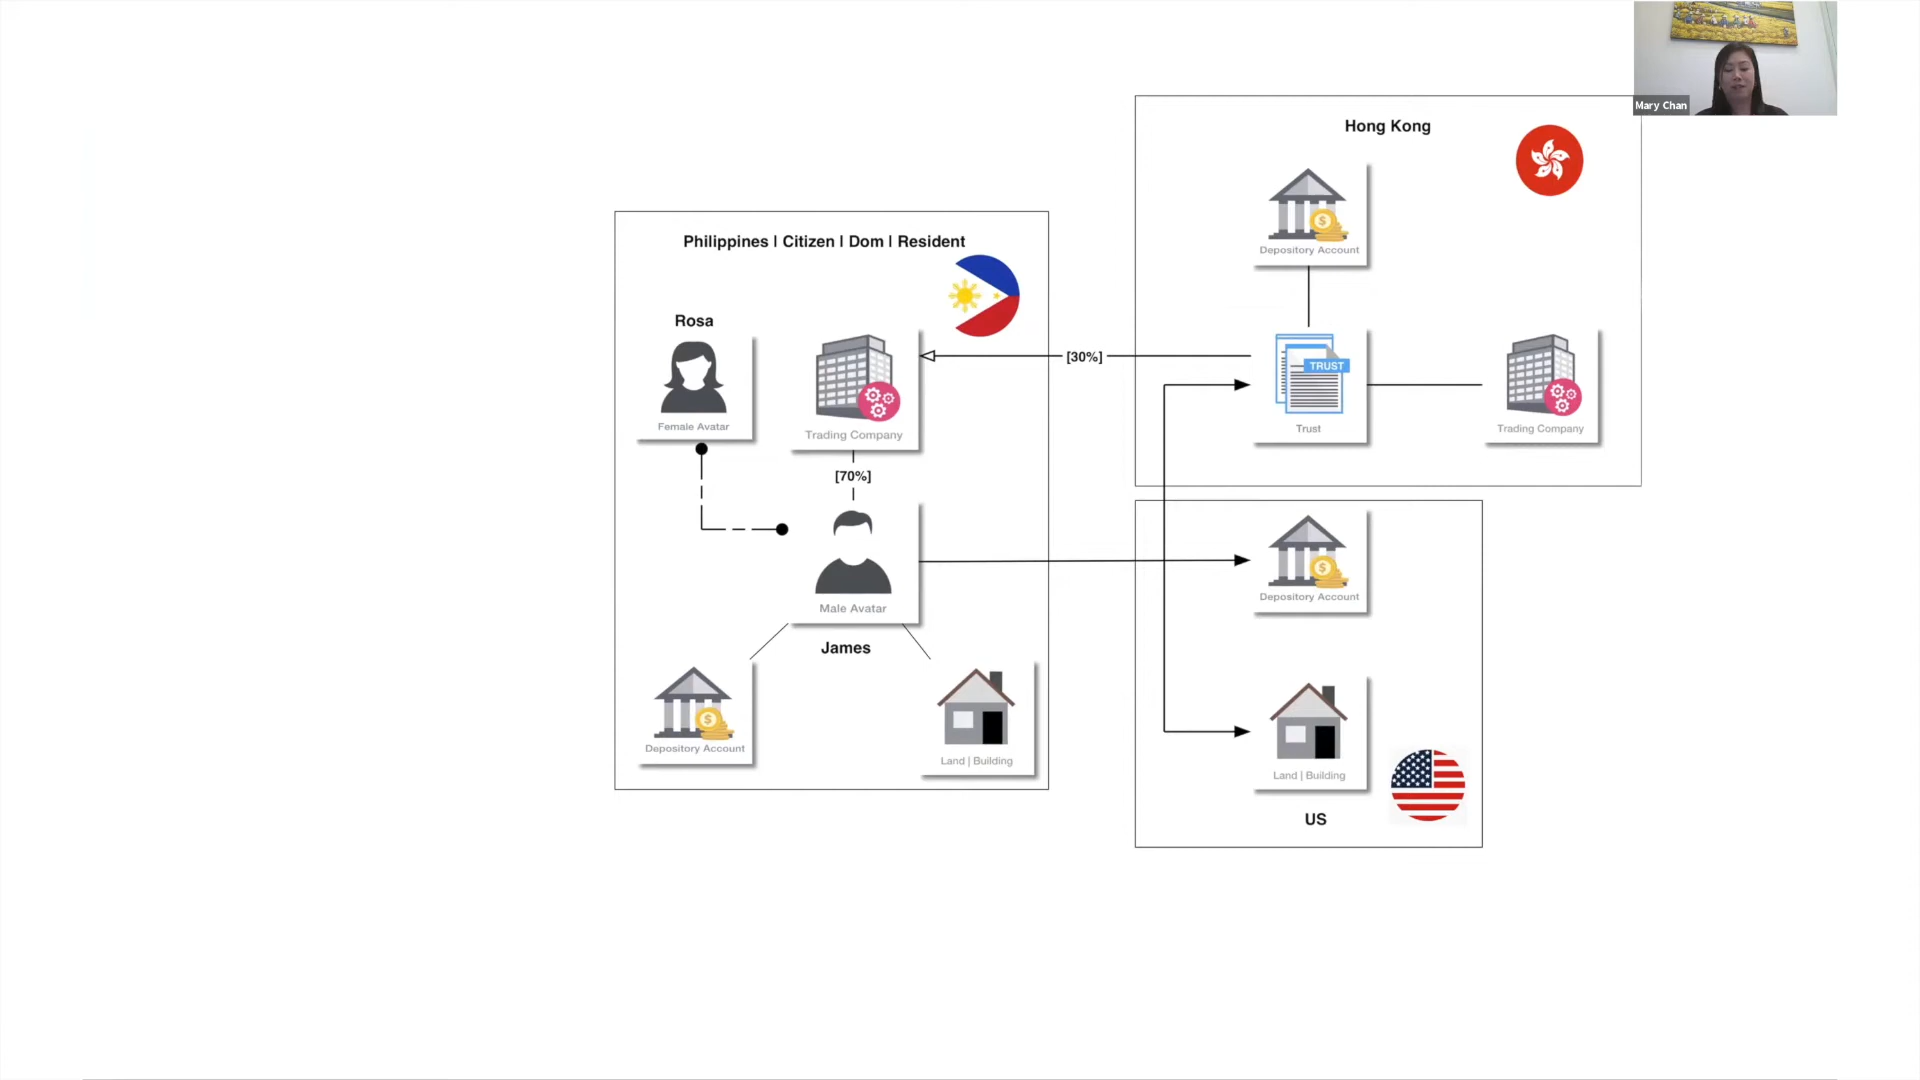 Mary Chan
Hong Kong
Depository Account
Philippines | Citizen | Dom | Resident
Rosa
Female Avatar
Trading Company
[30%]
TRUST
Trust
Trading Company
[70%]
Male Avatar
James
Depository Account
Depository Account
Land | Building
$
$
$
Land | Building
US